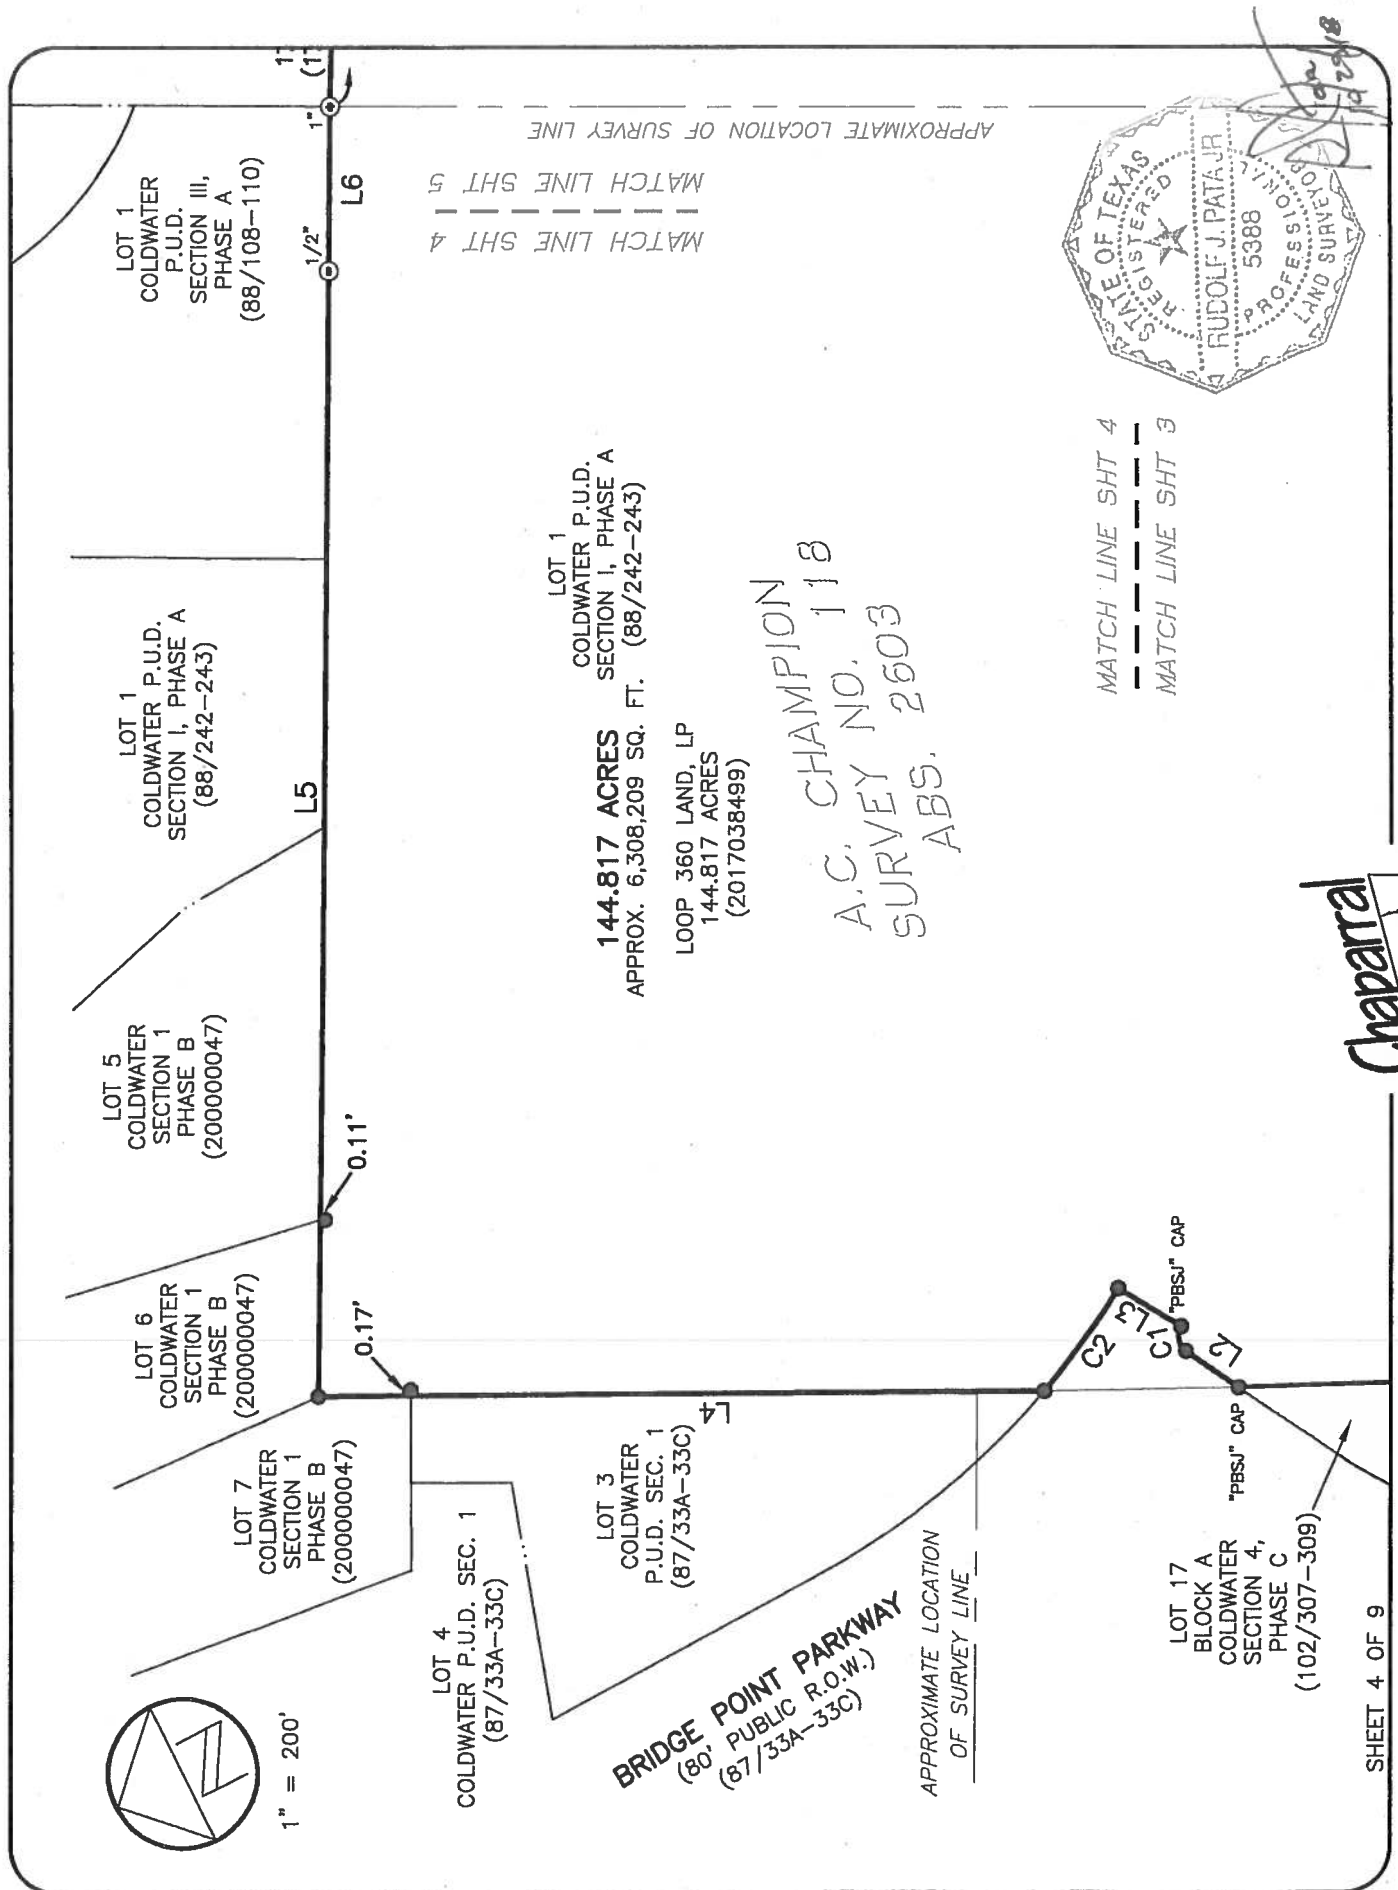 1" = 200'
LOT 7
COLDWATER
SECTION 1
PHASE B
(200000047)
LOT 6
COLDWATER
SECTION 1
PHASE B
(200000047)
LOT 5
COLDWATER
SECTION 1
PHASE B
(200000047)
LOT 1
COLDWATER P.U.D.
SECTION I, PHASE A
(88/242-243)
LOT 1
COLDWATER
P.U.D.
SECTION III,
PHASE A
(88/108-110)
0.17'
0.11'
L5
1/2"
L6
1"
LOT 4
COLDWATER P.U.D. SEC. 1
(87/33A-33C)
LOT 3
COLDWATER
P.U.D. SEC. 1
(87/33A-33C)
L4
BRIDGE POINT PARKWAY
(80' PUBLIC R.O.W.)
(87/33A-33C)
APPROXIMATE LOCATION
OF SURVEY LINE
144.817 ACRES
APPROX. 6,308,209 SQ. FT.
LOOP 360 LAND, LP
144.817 ACRES
(2017038499)
LOT 1
COLDWATER P.U.D.
SECTION I, PHASE A
(88/242-243)
A.C. CHAMPION
SURVEY NO. 118
ABS. 2603
MATCH LINE SHT 4
MATCH LINE SHT 5
APPROXIMATE LOCATION OF SURVEY LINE
C2
L3
C1
"PBSJ" CAP
L2
"PBSJ" CAP
LOT 17
BLOCK A
COLDWATER
SECTION 4,
PHASE C
(102/307-309)
MATCH LINE SHT 4
MATCH LINE SHT 3
STATE OF TEXAS
REGISTERED
RUDOLF J. PATA JR
5388
PROFESSIONAL
LAND SURVEYOR
SHEET 4 OF 9
Chaparral